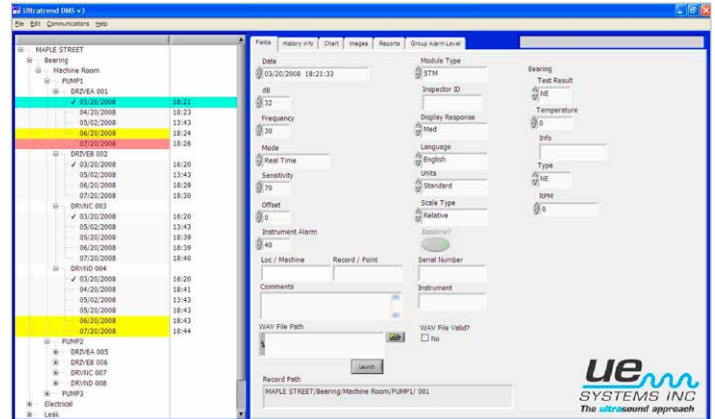 Ultratrend DMS v3
File Edit Communications Help
MAPLE STREET
Bearing
Machine Room
PUMP1
DRIVEA 001
✓ 03/20/2008 18:21
04/20/2008 18:23
05/02/2008 13:43
06/20/2008 18:24
07/20/2008 18:26
DRIVEB 002
✓ 03/20/2008 16:20
05/02/2008 13:43
06/20/2008 18:29
07/20/2008 18:30
DRVNC 003
✓ 03/20/2008 16:20
05/02/2008 13:43
05/20/2008 18:39
06/20/2008 18:39
07/20/2008 18:40
DRVND 004
✓ 03/20/2008 16:20
04/20/2008 18:41
05/02/2008 13:43
05/20/2008 18:43
06/20/2008 18:43
07/20/2008 18:44
PUMP2
DRIVEA 005
DRIVEB 006
DRVNC 007
DRVND 008
PUMP3
Electrical
Leak
Fields History Info Chart Images Reports Group Alarm Level
Date
03/20/2008 18:21:33
dB
32
Frequency
30
Mode
Real Time
Sensitivity
70
Offset
0
Instrument Alarm
40
Loc / Machine Record / Point
Comments
WAV File Path
Launch
Record Path
MAPLE STREET/Bearing/Machine Room/PUMP1/ 001
Module Type
STM
Inspector ID
Display Response
Med
Language
English
Units
Standard
Scale Type
Relative
Baseline?
Serial Number
Instrument
WAV File Valid?
No
Bearing
Test Result
NE
Temperature
0
Info
Type
NE
RPM
0
ue
SYSTEMS INC
The ultrasound approach